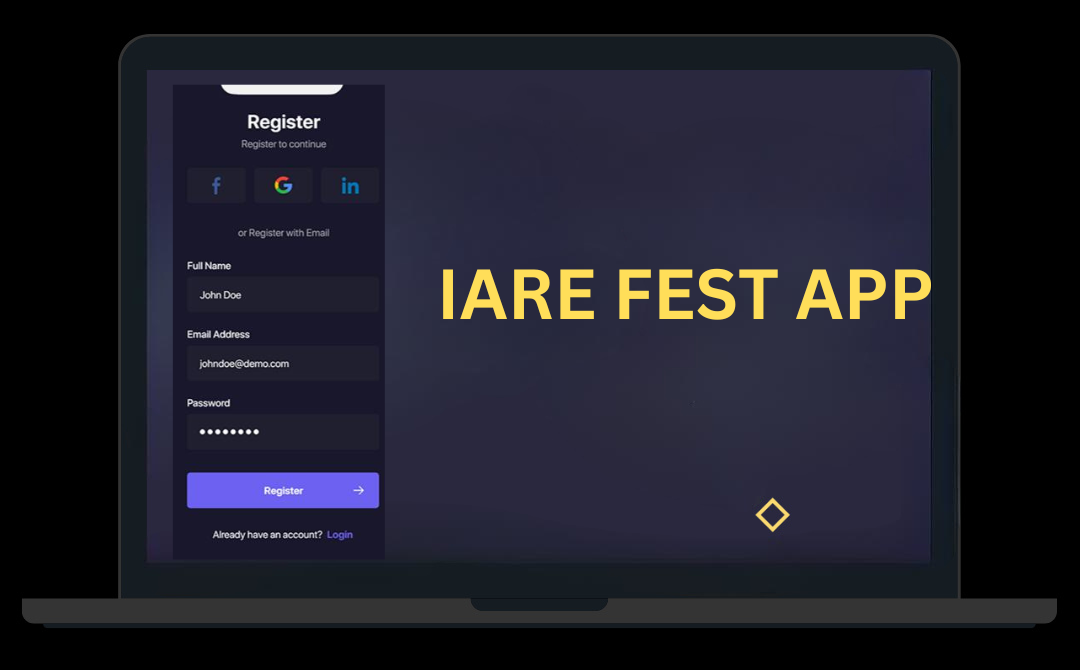 Register
Register to continue
f
G
in
or Register with Email
Full Name
John Doe
Email Address
johndoe@demo.com
Password
••••••••
Register →
Already have an account? Login
IARE FEST APP